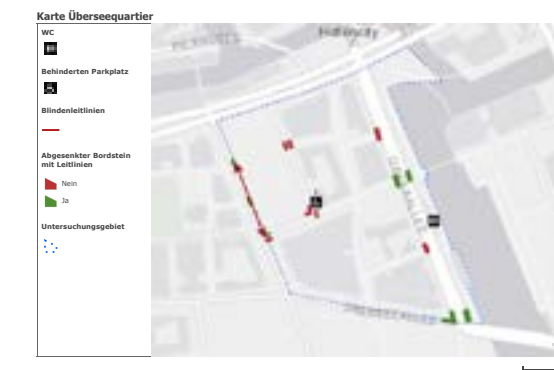 Karte Überseequartier
WC
Behinderten Parkplatz
Blindenleitlinien
Abgesenkter Bordstein
mit Leitlinien
Nein
Ja
Untersuchungsgebiet
Hafencity